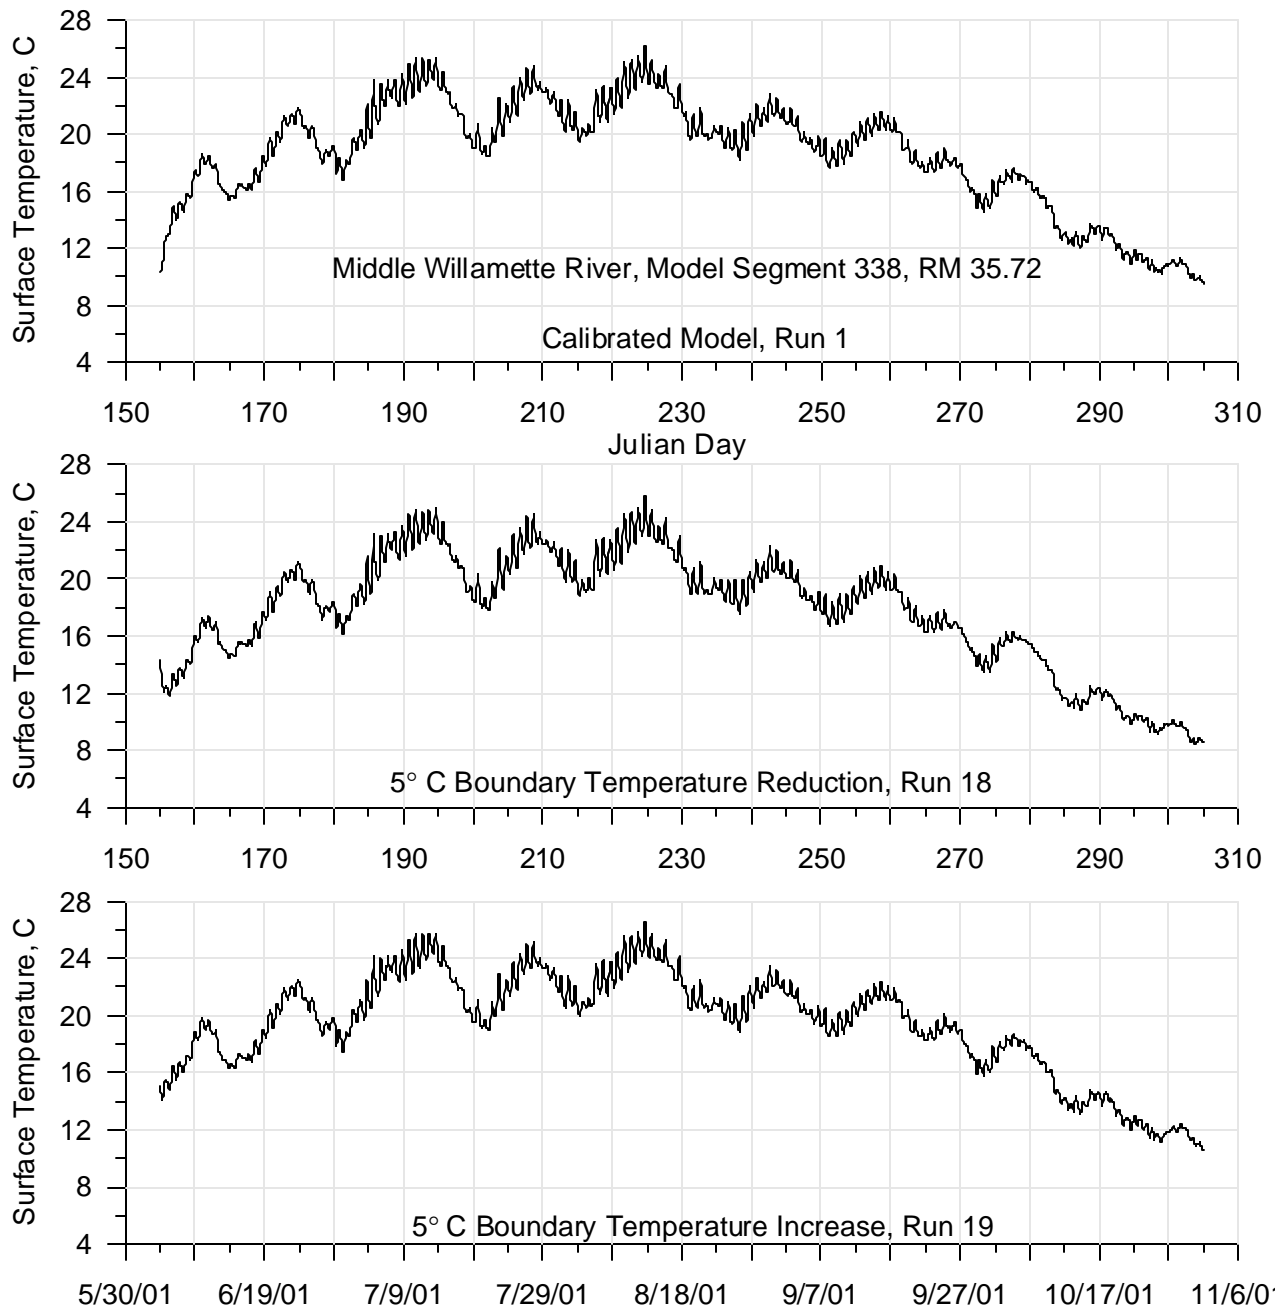 28
24
20
16
12
8
4
Surface Temperature, C
Middle Willamette River, Model Segment 338, RM 35.72
Calibrated Model, Run 1
150 170 190 210 230 250 270 290 310
Julian Day
28
24
20
16
12
8
4
Surface Temperature, C
5° C Boundary Temperature Reduction, Run 18
150 170 190 210 230 250 270 290 310
28
24
20
16
12
8
4
Surface Temperature, C
5° C Boundary Temperature Increase, Run 19
5/30/01 6/19/01 7/9/01 7/29/01 8/18/01 9/7/01 9/27/01 10/17/01 11/6/0